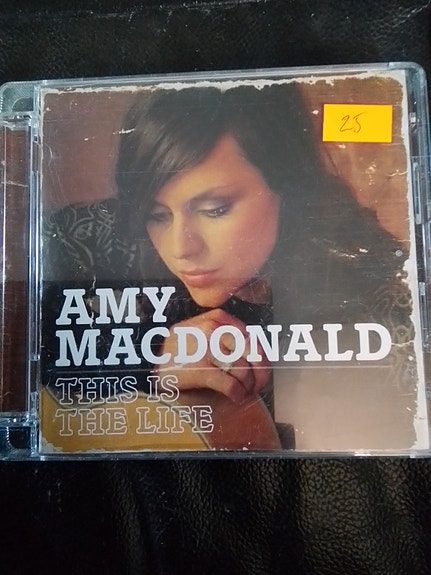 25
AMY
MACDONALD
THIS IS
THE LIFE